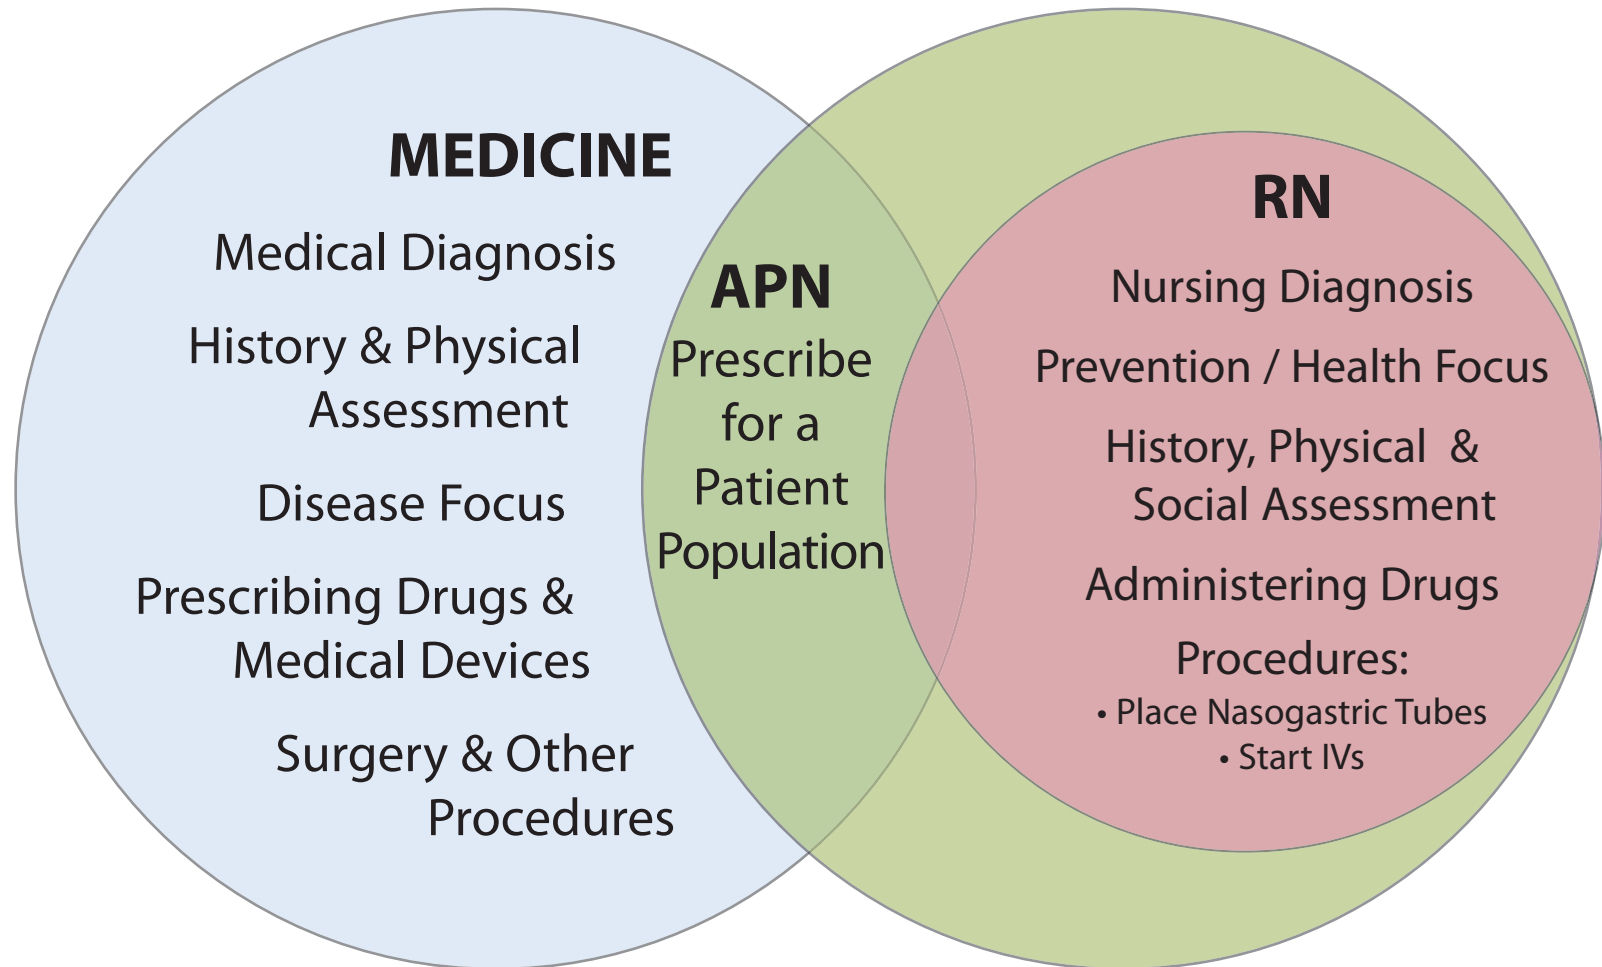 MEDICINE
Medical Diagnosis
History & Physical
Assessment
Disease Focus
Prescribing Drugs &
Medical Devices
Surgery & Other
Procedures
APN
Prescribe
for a
Patient
Population
RN
Nursing Diagnosis
Prevention / Health Focus
History, Physical &
Social Assessment
Administering Drugs
Procedures:
• Place Nasogastric Tubes
• Start IVs